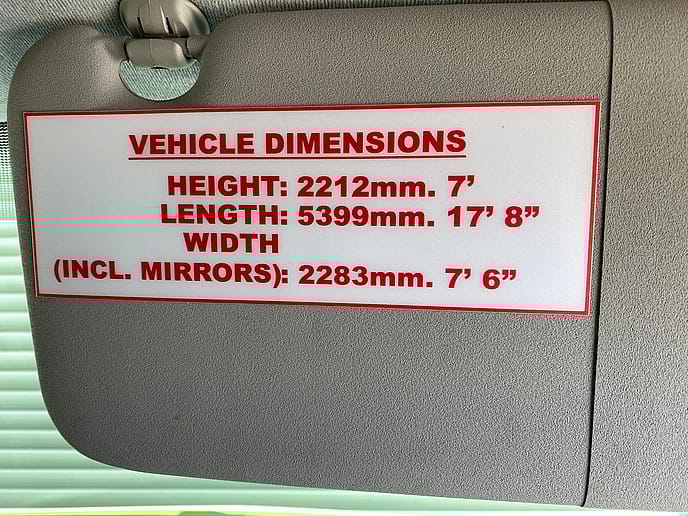 VEHICLE DIMENSIONS
HEIGHT: 2212mm. 7’
LENGTH: 5399mm. 17’ 8”
WIDTH
(INCL. MIRRORS): 2283mm. 7’ 6”